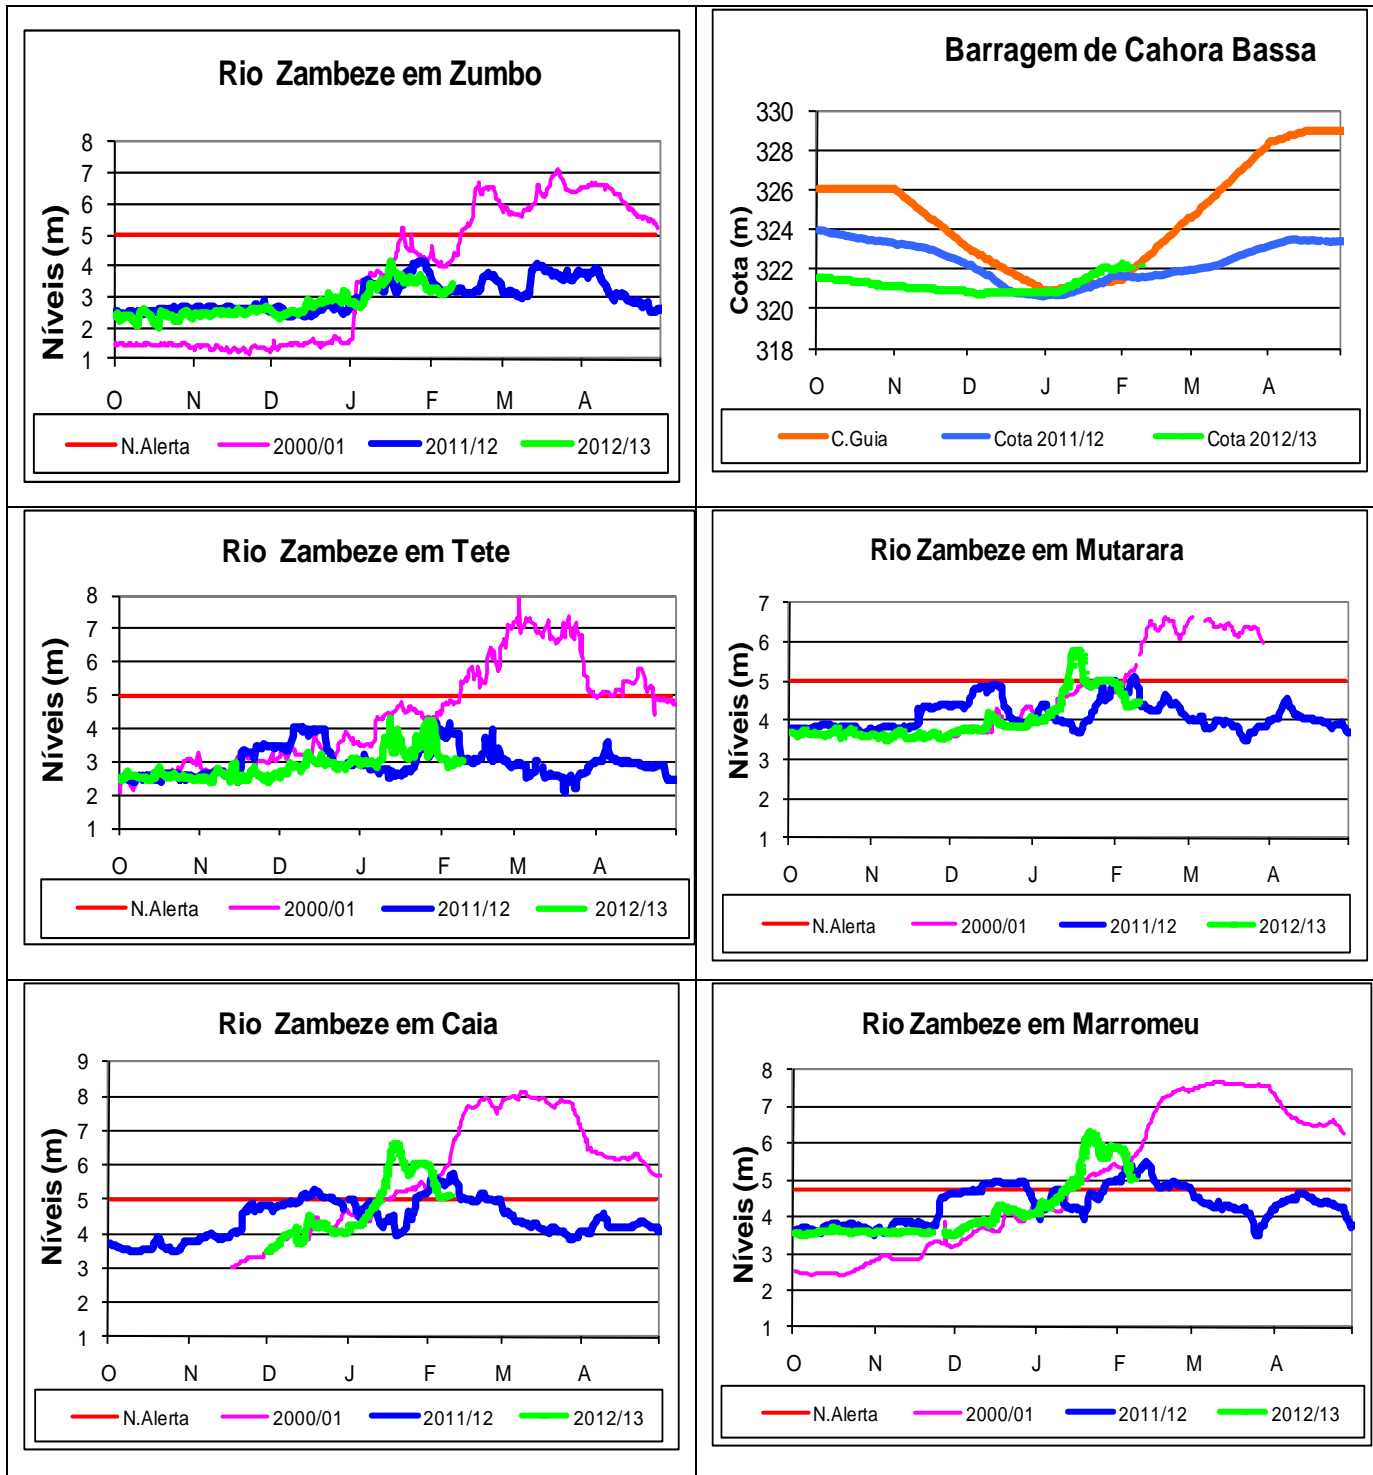 Rio Zambeze em Zumbo
Níveis (m)
8
7
6
5
4
3
2
1
O N D J F M A
N.Alerta 2000/01 2011/12 2012/13
Barragem de Cahora Bassa
Cota (m)
330
328
326
324
322
320
318
O N D J F M A
C.Guia Cota 2011/12 Cota 2012/13
Rio Zambeze em Tete
Níveis (m)
8
7
6
5
4
3
2
1
O N D J F M A
N.Alerta 2000/01 2011/12 2012/13
Rio Zambeze em Mutarara
Níveis (m)
7
6
5
4
3
2
1
O N D J F M A
N.Alerta 2000/01 2011/12 2012/13
Rio Zambeze em Caia
Níveis (m)
9
8
7
6
5
4
3
2
1
O N D J F M A
N.Alerta 2000/01 2011/12 2012/13
Rio Zambeze em Marromeu
Níveis (m)
8
7
6
5
4
3
2
1
O N D J F M A
N.Alerta 2000/01 2011/12 2012/13